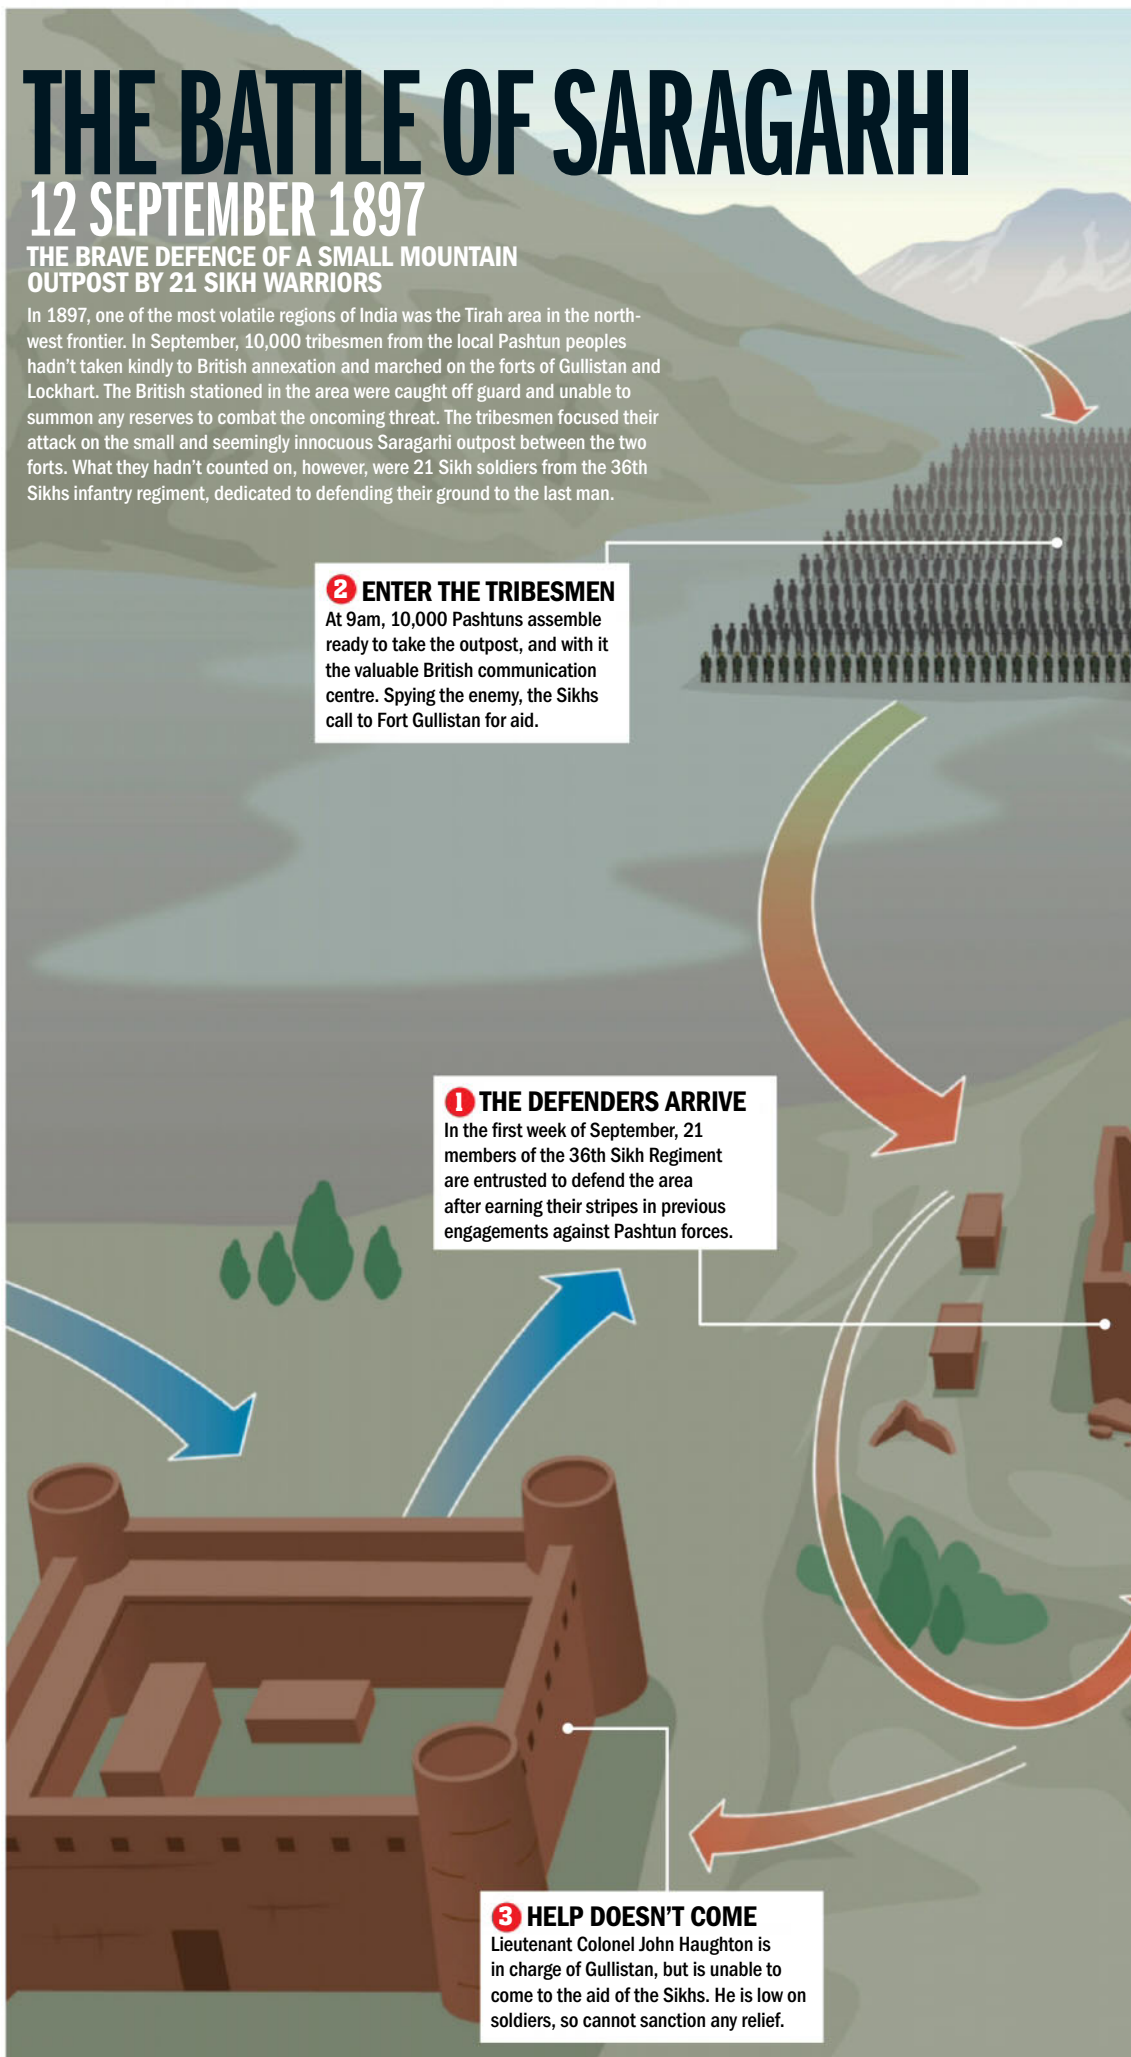 THE BATTLE OF SARAGARHI
12 SEPTEMBER 1897
THE BRAVE DEFENCE OF A SMALL MOUNTAIN
OUTPOST BY 21 SIKH WARRIORS
In 1897, one of the most volatile regions of India was the Tirah area in the north-
west frontier. In September, 10,000 tribesmen from the local Pashtun peoples
hadn't taken kindly to British annexation and marched on the forts of Gullistan and
Lockhart. The British stationed in the area were caught off guard and unable to
summon any reserves to combat the oncoming threat. The tribesmen focused their
attack on the small and seemingly innocuous Saragarhi outpost between the two
forts. What they hadn't counted on, however, were 21 Sikh soldiers from the 36th
Sikhs infantry regiment, dedicated to defending their ground to the last man.
2 ENTER THE TRIBESMEN
At 9am, 10,000 Pashtuns assemble
ready to take the outpost, and with it
the valuable British communication
centre. Spying the enemy, the Sikhs
call to Fort Gullistan for aid.
1 THE DEFENDERS ARRIVE
In the first week of September, 21
members of the 36th Sikh Regiment
are entrusted to defend the area
after earning their stripes in previous
engagements against Pashtun forces.
3 HELP DOESN'T COME
Lieutenant Colonel John Haughton is
in charge of Gullistan, but is unable to
come to the aid of the Sikhs. He is low on
soldiers, so cannot sanction any relief.